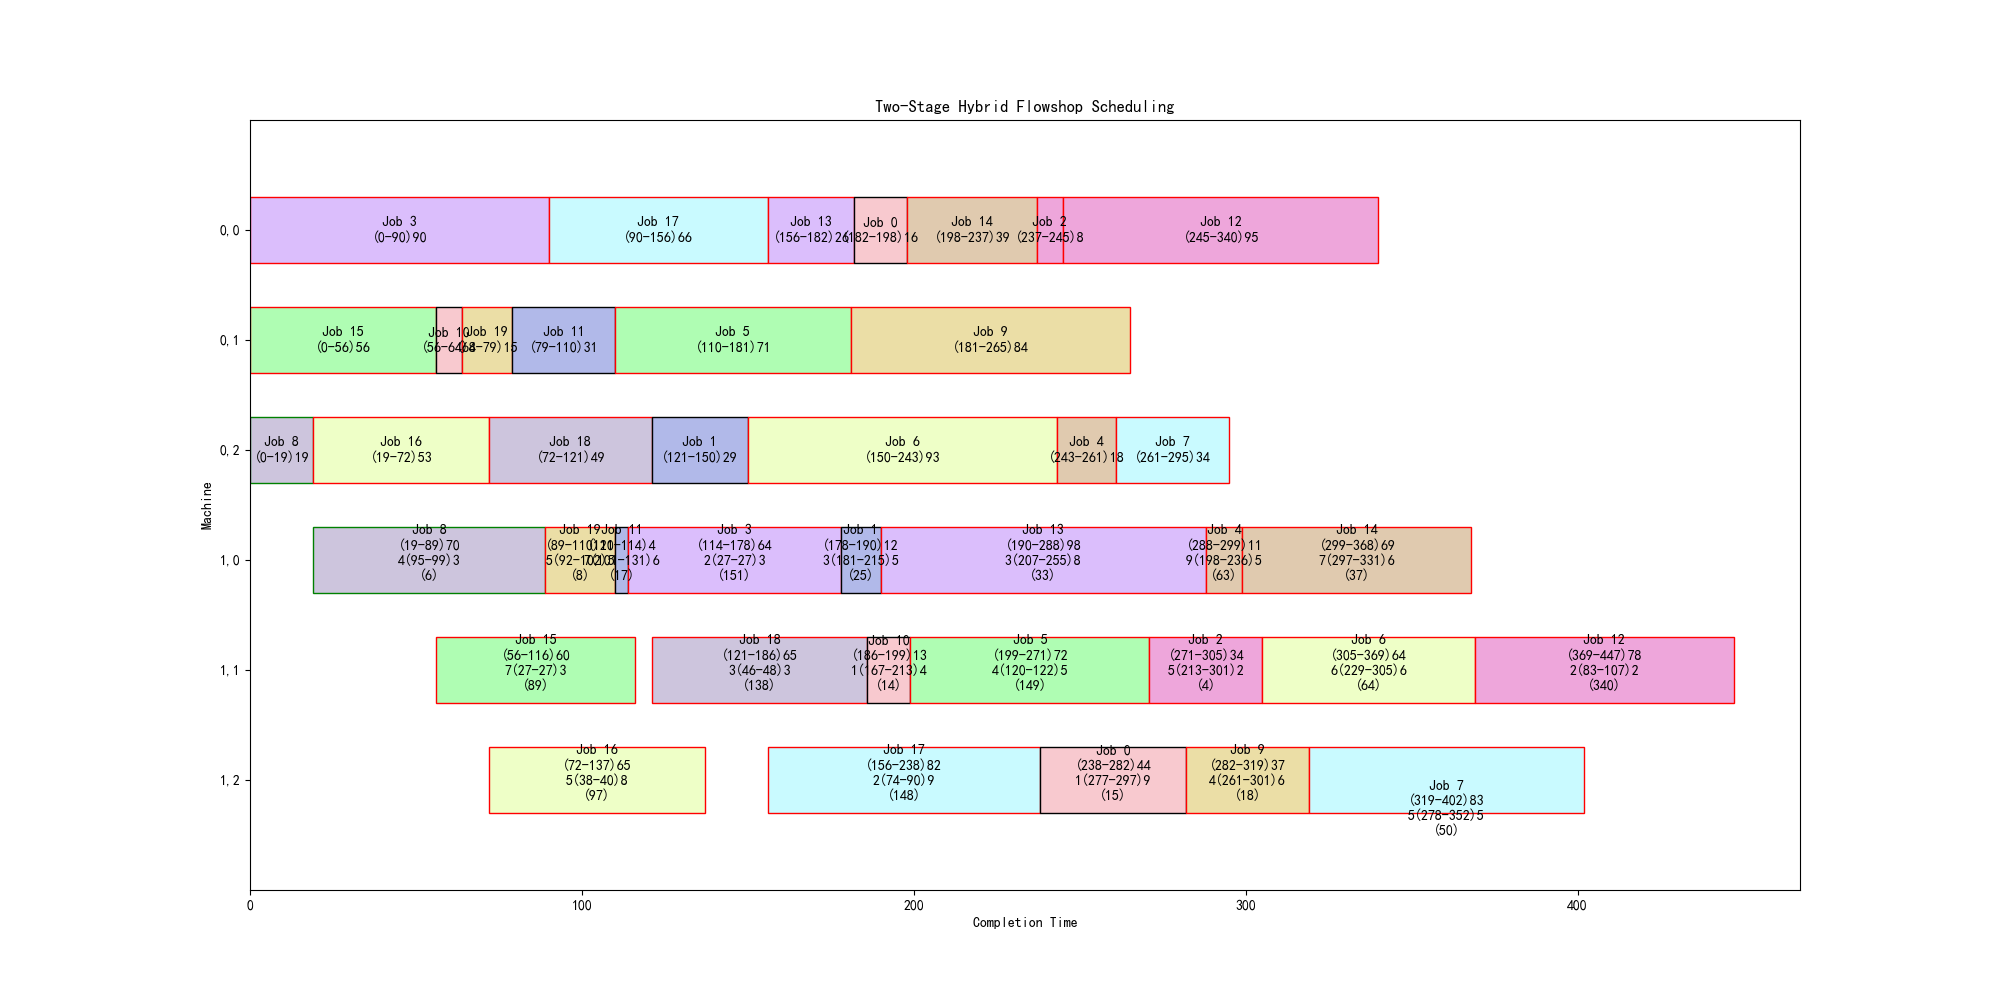 Two-Stage Hybrid Flowshop Scheduling
0,0
Job 3
(0-90)90
Job 17
(90-156)66
Job 13
(156-182)26
Job 0
(182-198)16
Job 14
(198-237)39
Job 2
(237-245)8
Job 12
(245-340)95
0,1
Job 15
(0-56)56
Job 10
(56-64)8
Job 19
(64-79)15
Job 11
(79-110)31
Job 5
(110-181)71
Job 9
(181-265)84
0,2
Job 8
(0-19)19
Job 16
(19-72)53
Job 18
(72-121)49
Job 1
(121-150)29
Job 6
(150-243)93
Job 4
(243-261)18
Job 7
(261-295)34
Machine
1,0
Job 8
(19-89)70
4(95-99)3
(6)
Job 19
(89-110)21
(8)
Job 11
(110-114)4
(17)
Job 3
(114-178)64
2(27-27)3
(151)
Job 1
(178-190)12
3(181-215)5
(25)
Job 13
(190-288)98
3(207-255)8
(33)
Job 4
(288-299)11
9(198-236)5
(63)
Job 14
(299-368)69
7(297-331)6
(37)
1,1
Job 15
(56-116)60
7(27-27)3
(89)
Job 18
(121-186)65
3(46-48)3
(138)
Job 10
(186-199)13
1(167-213)4
(14)
Job 5
(199-271)72
4(120-122)5
(149)
Job 2
(271-305)34
5(213-301)2
(4)
Job 6
(305-369)64
6(229-305)6
(64)
Job 12
(369-447)78
2(83-107)2
(340)
1,2
Job 16
(72-137)65
5(38-40)8
(97)
Job 17
(156-238)82
2(74-90)9
(148)
Job 0
(238-282)44
1(277-297)9
(15)
Job 9
(282-319)37
4(261-301)6
(18)
Job 7
(319-402)83
5(278-352)5
(50)
0
100
200
300
400
Completion Time